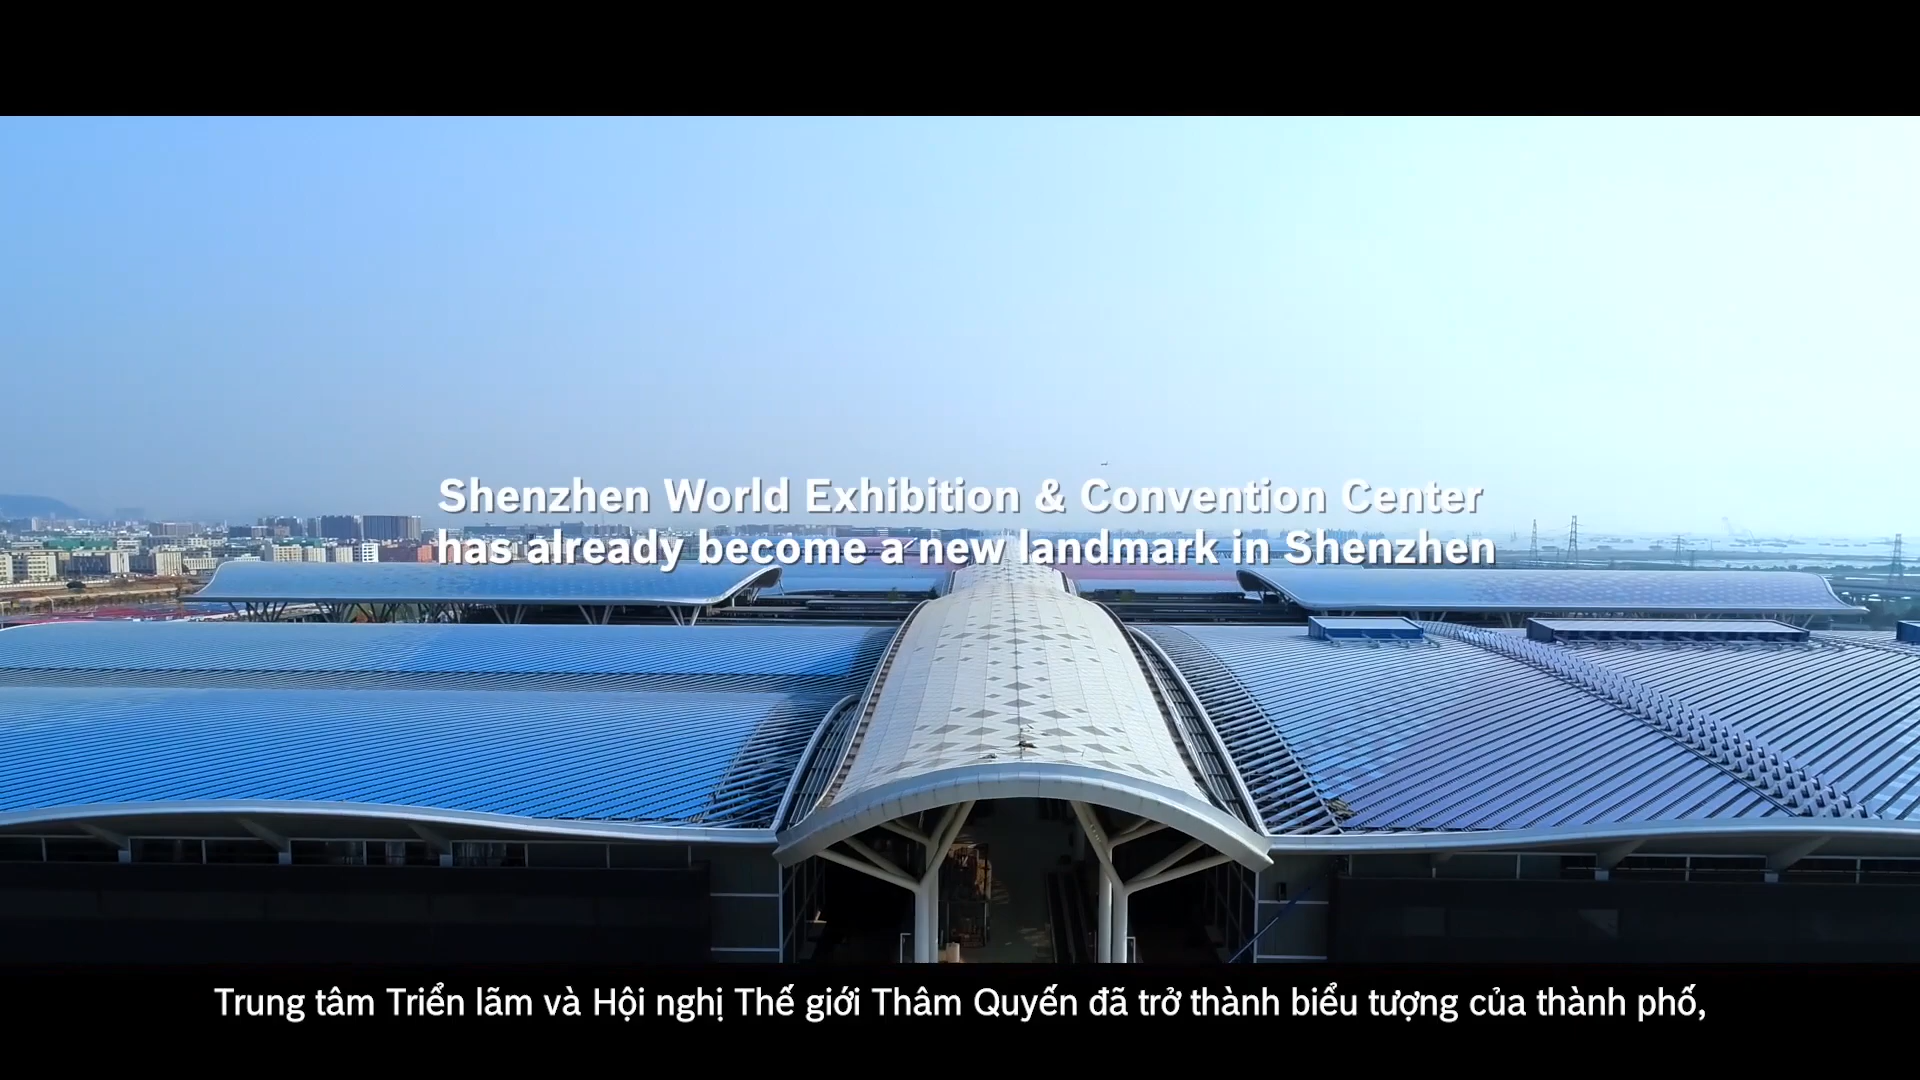 Shenzhen World Exhibition & Convention Center
has already become a new landmark in Shenzhen
Trung tâm Triển lãm và Hội nghị Thế giới Thâm Quyến đã trở thành biểu tượng của thành phố,